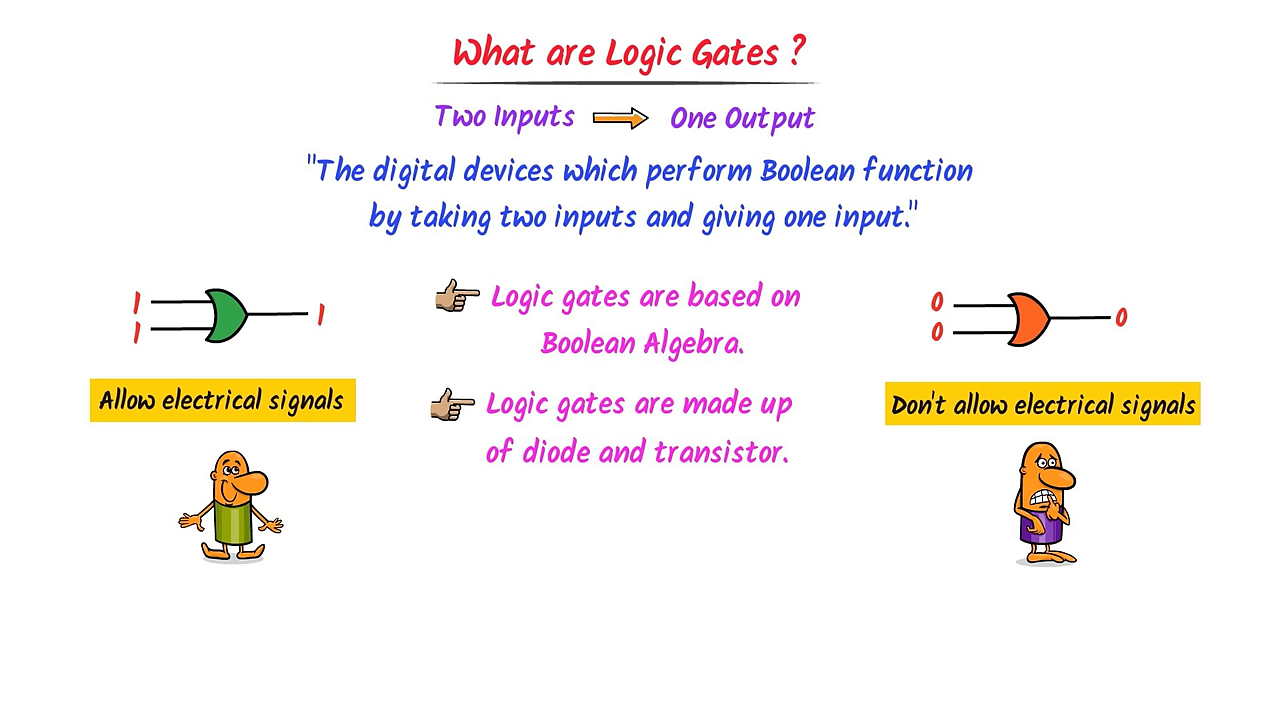 What are Logic Gates ?
Two Inputs One Output
"The digital devices which perform Boolean function
by taking two inputs and giving one input."
1
1
1
Allow electrical signals
Logic gates are based on
Boolean Algebra.
Logic gates are made up
of diode and transistor.
0
0
0
Don't allow electrical signals